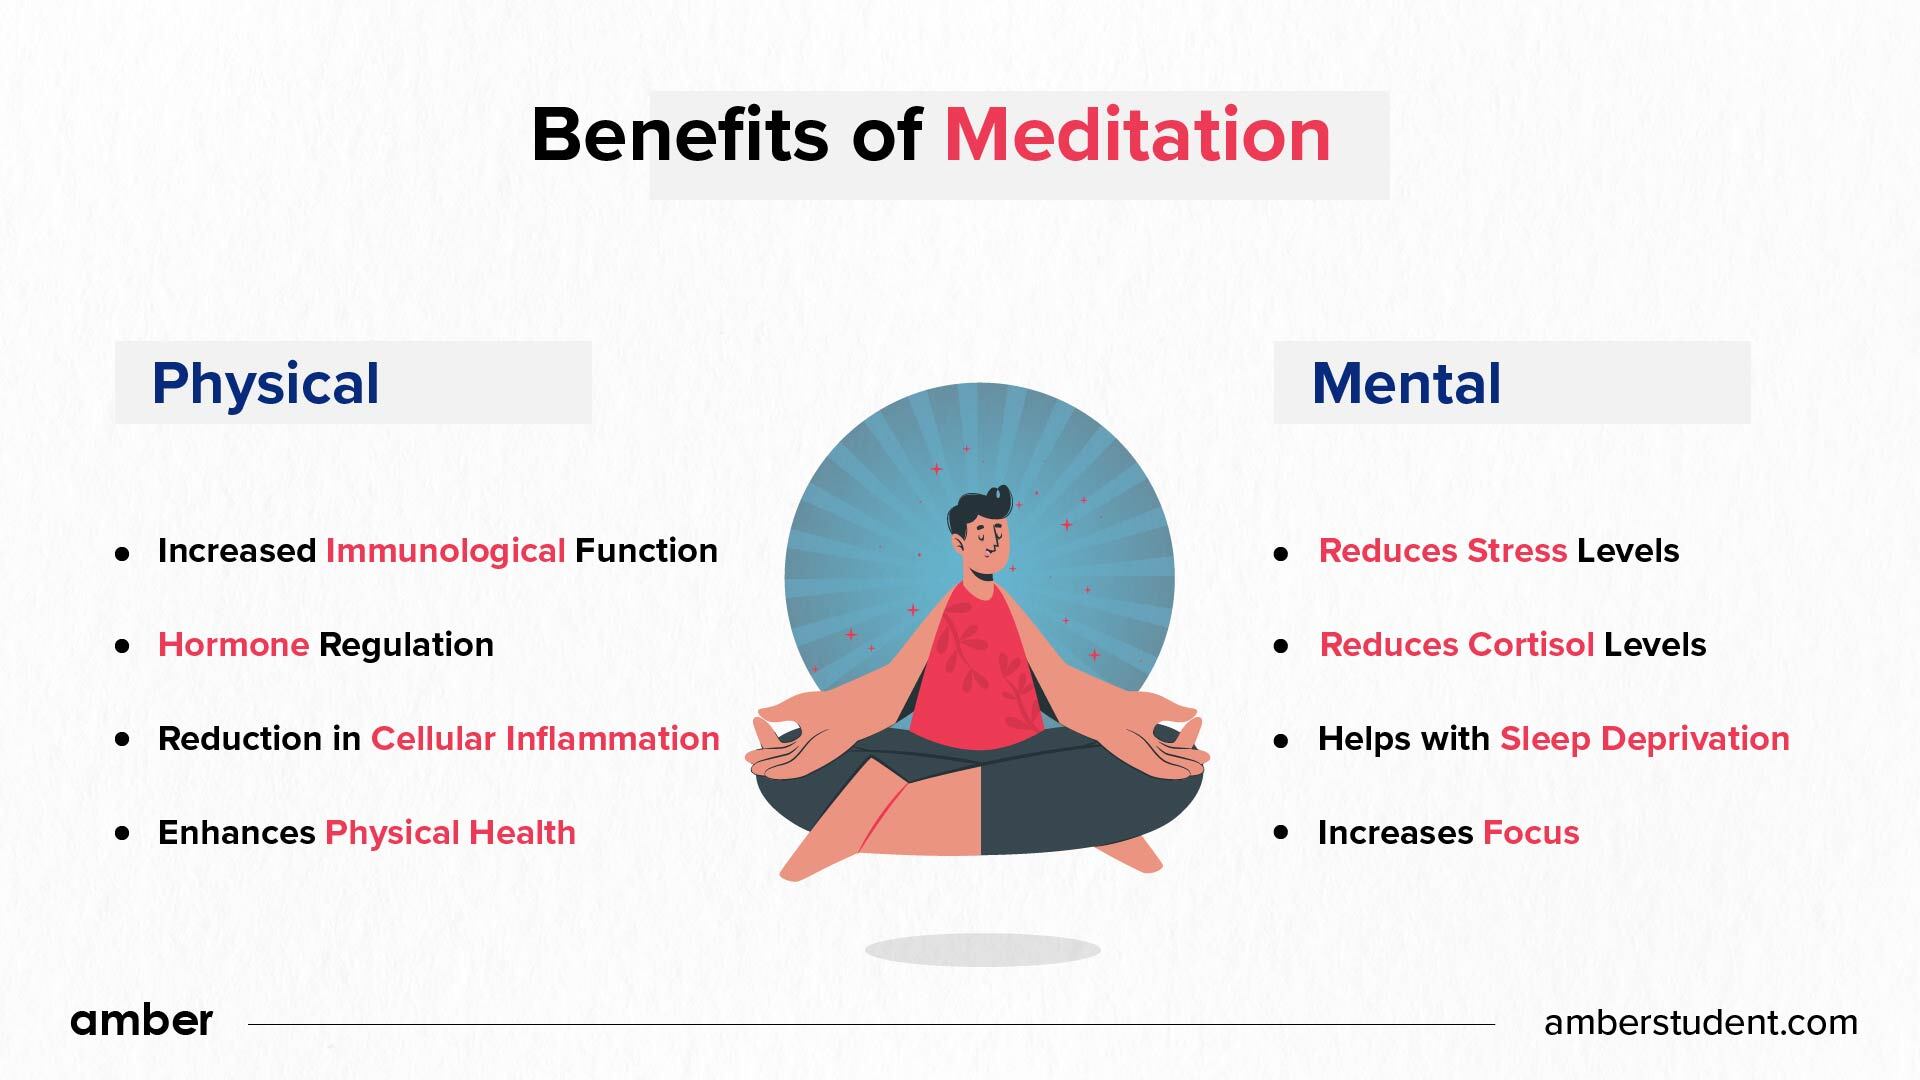 Benefits of Meditation
Physical
Increased Immunological Function
Hormone Regulation
Reduction in Cellular Inflammation
Enhances Physical Health
Mental
Reduces Stress Levels
Reduces Cortisol Levels
Helps with Sleep Deprivation
Increases Focus
amber
amberstudent.com